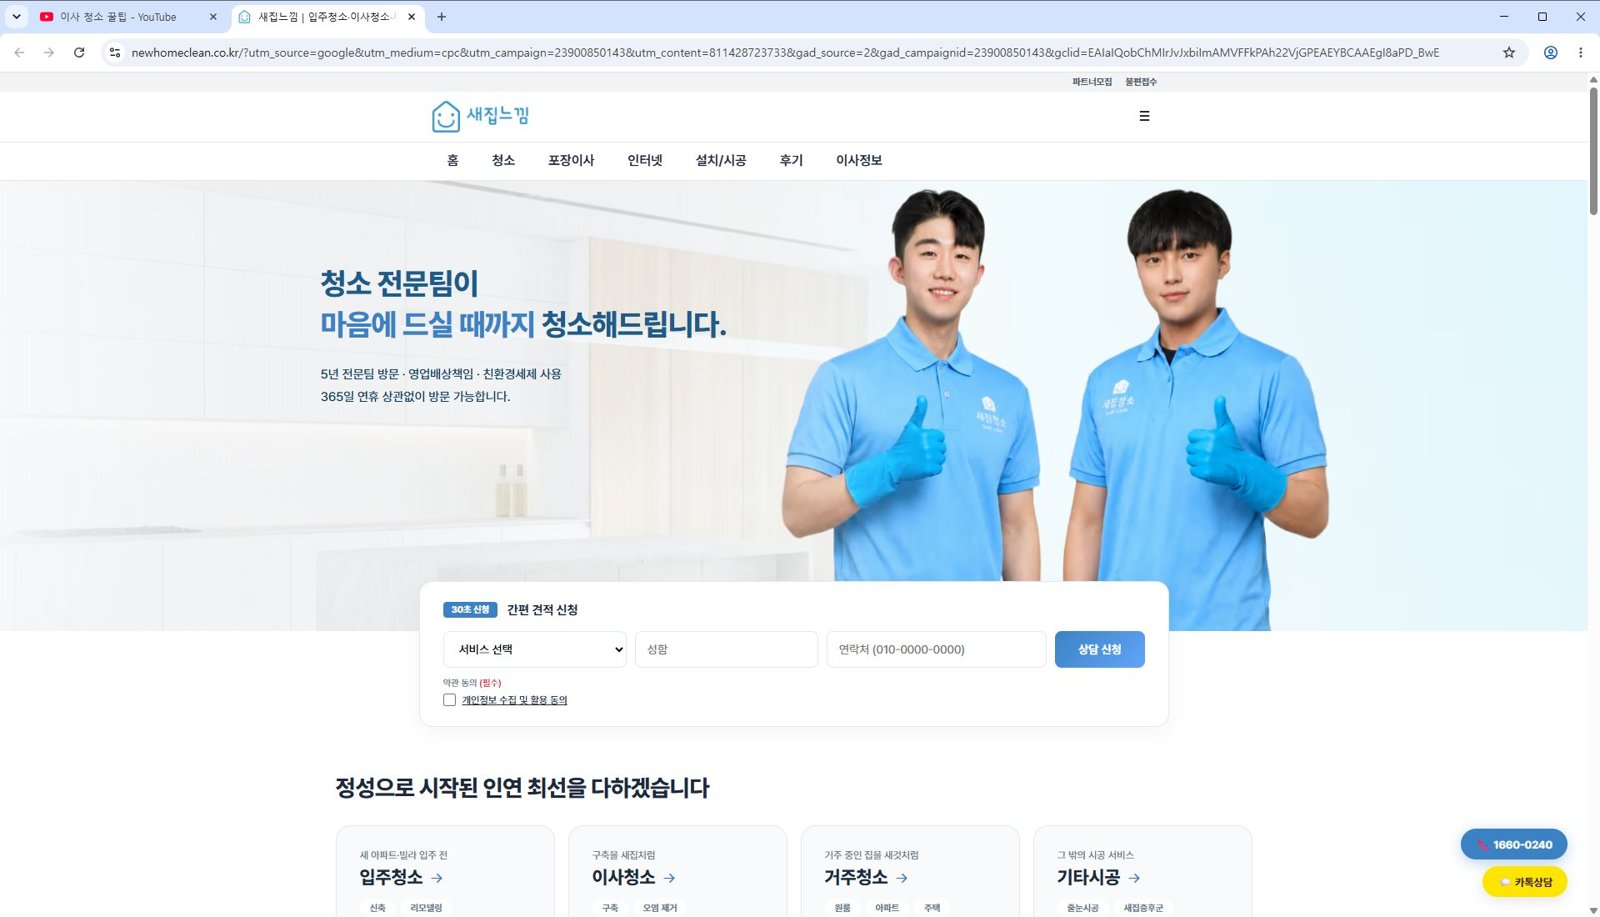 이사 청소 꿀팁 - YouTube
새집느낌 | 입주청소·이사청소·
newhomeclean.co.kr/?utm_source=google&utm_medium=cpc&utm_campaign=23900850143&utm_content=811428723733&gad_source=2&gad_campaignid=23900850143&gclid=EAIaIQobChMIrJvJxbiImAMVFFkPAh22VjGPEAEYBCAAEgI8aPD_BwE
파트너모집 불편접수
새집느낌
홈 청소 포장이사 인터넷 설치/시공 후기 이사정보
청소 전문팀이
마음에 드실 때까지 청소해드립니다.
5년 전문팀 방문 · 영업배상책임 · 친환경세제 사용
365일 연휴 상관없이 방문 가능합니다.
새집청소
새집청소
30초 신청 간편 견적 신청
서비스 선택 성함 연락처 (010-0000-0000) 상담 신청
약관 동의 (필수)
개인정보 수집 및 활용 동의
정성으로 시작된 인연 최선을 다하겠습니다
새 아파트·빌라 입주 전
입주청소 →
신축 리모델링
구축을 새집처럼
이사청소 →
구축 오염 제거
거주 중인 집을 새것처럼
거주청소 →
원룸 아파트 주택
그 밖의 시공 서비스
기타시공 →
줄눈시공 새집증후군
1660-0240
카톡상담